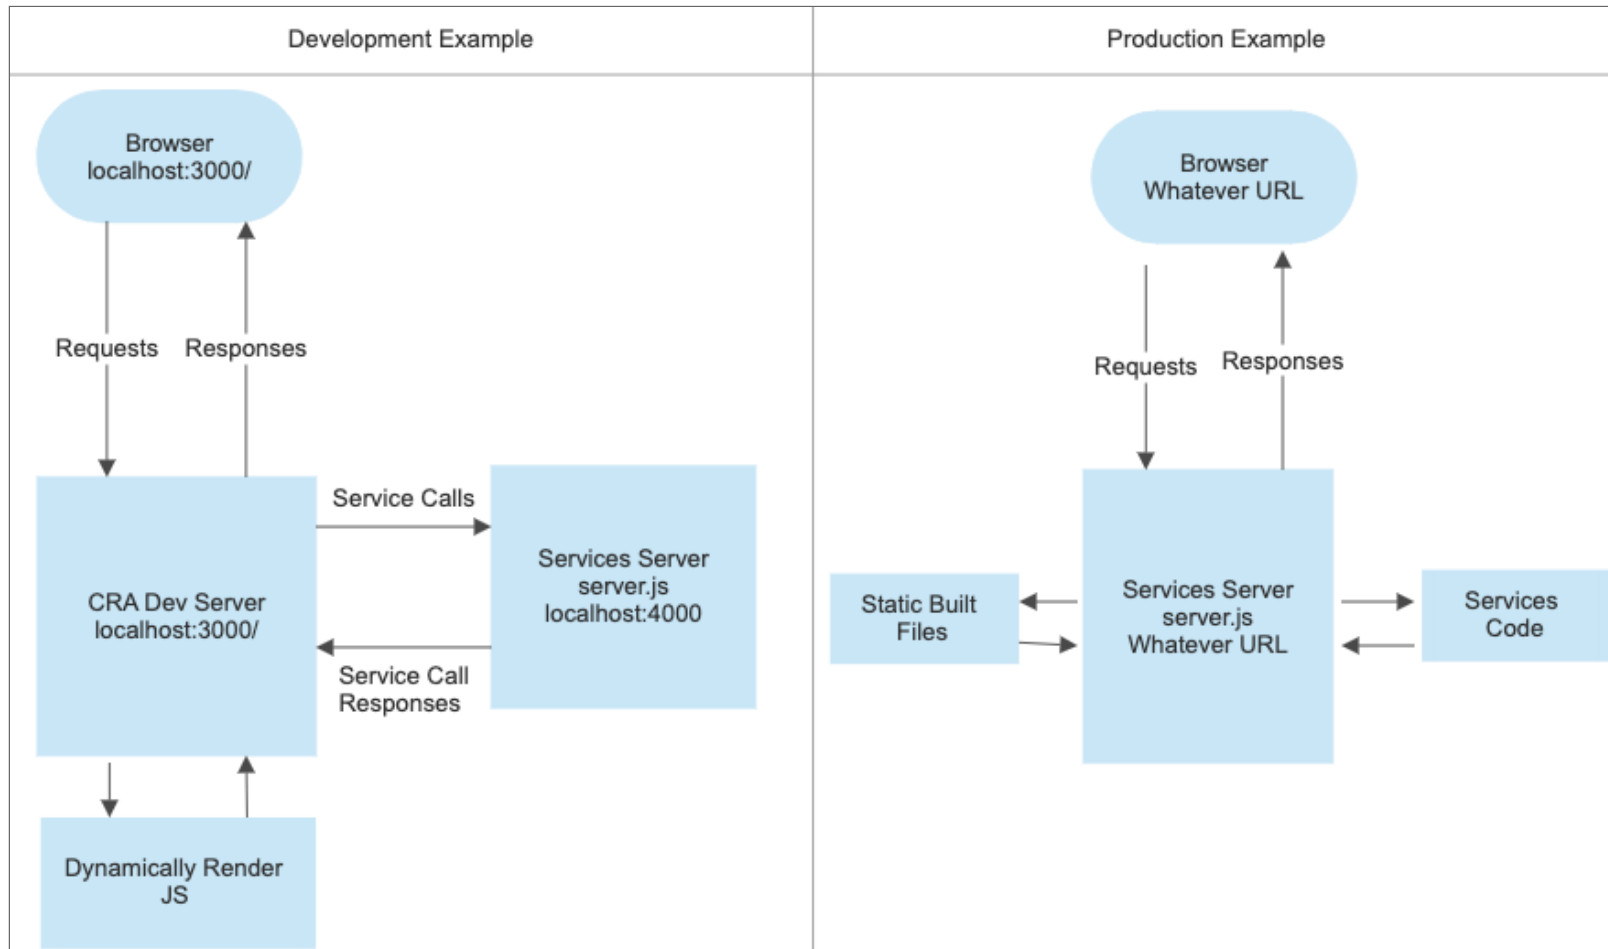 Development Example
Browser
localhost:3000/
Requests
Responses
CRA Dev Server
localhost:3000/
Service Calls
Service Call
Responses
Services Server
server.js
localhost:4000
Dynamically Render
JS
Production Example
Browser
Whatever URL
Requests
Responses
Static Built
Files
Services Server
server.js
Whatever URL
Services
Code